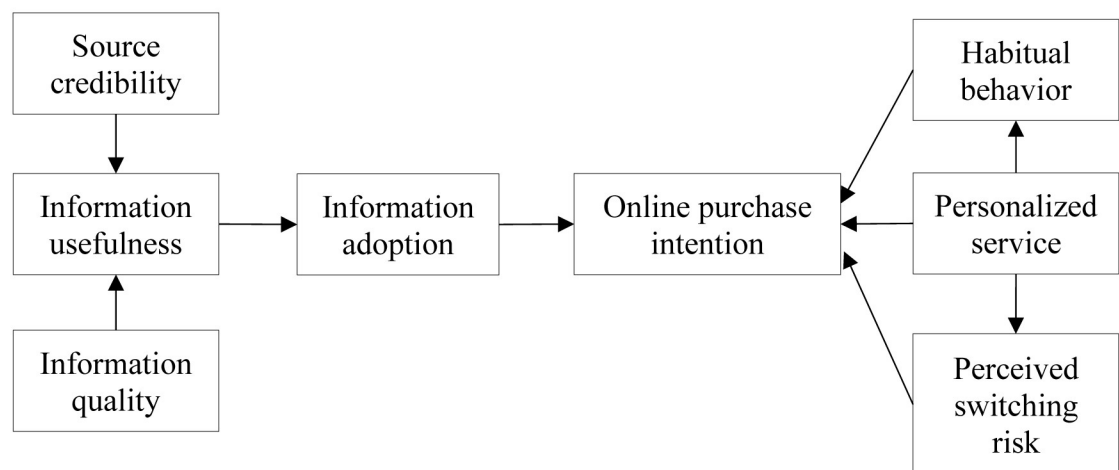 Source
credibility
Information
usefulness
Information
quality
Information
adoption
Online purchase
intention
Habitual
behavior
Personalized
service
Perceived
switching
risk